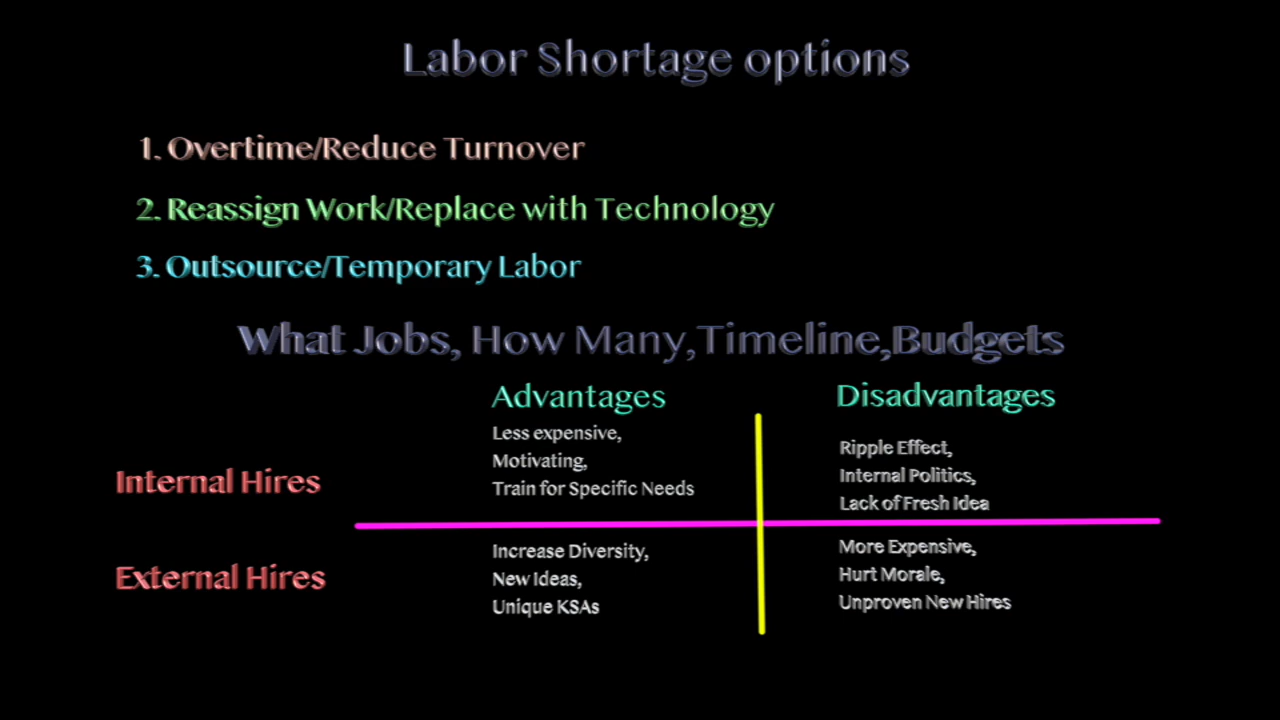 Labor Shortage options
1. Overtime/Reduce Turnover
2. Reassign Work/Replace with Technology
3. Outsource/Temporary Labor
What Jobs, How Many,Timeline,Budgets
Advantages
Disadvantages
Internal Hires
Less expensive,
Motivating,
Train for Specific Needs
Ripple Effect,
Internal Politics,
Lack of Fresh Idea
External Hires
Increase Diversity,
New Ideas,
Unique KSAs
More Expensive,
Hurt Morale,
Unproven New Hires